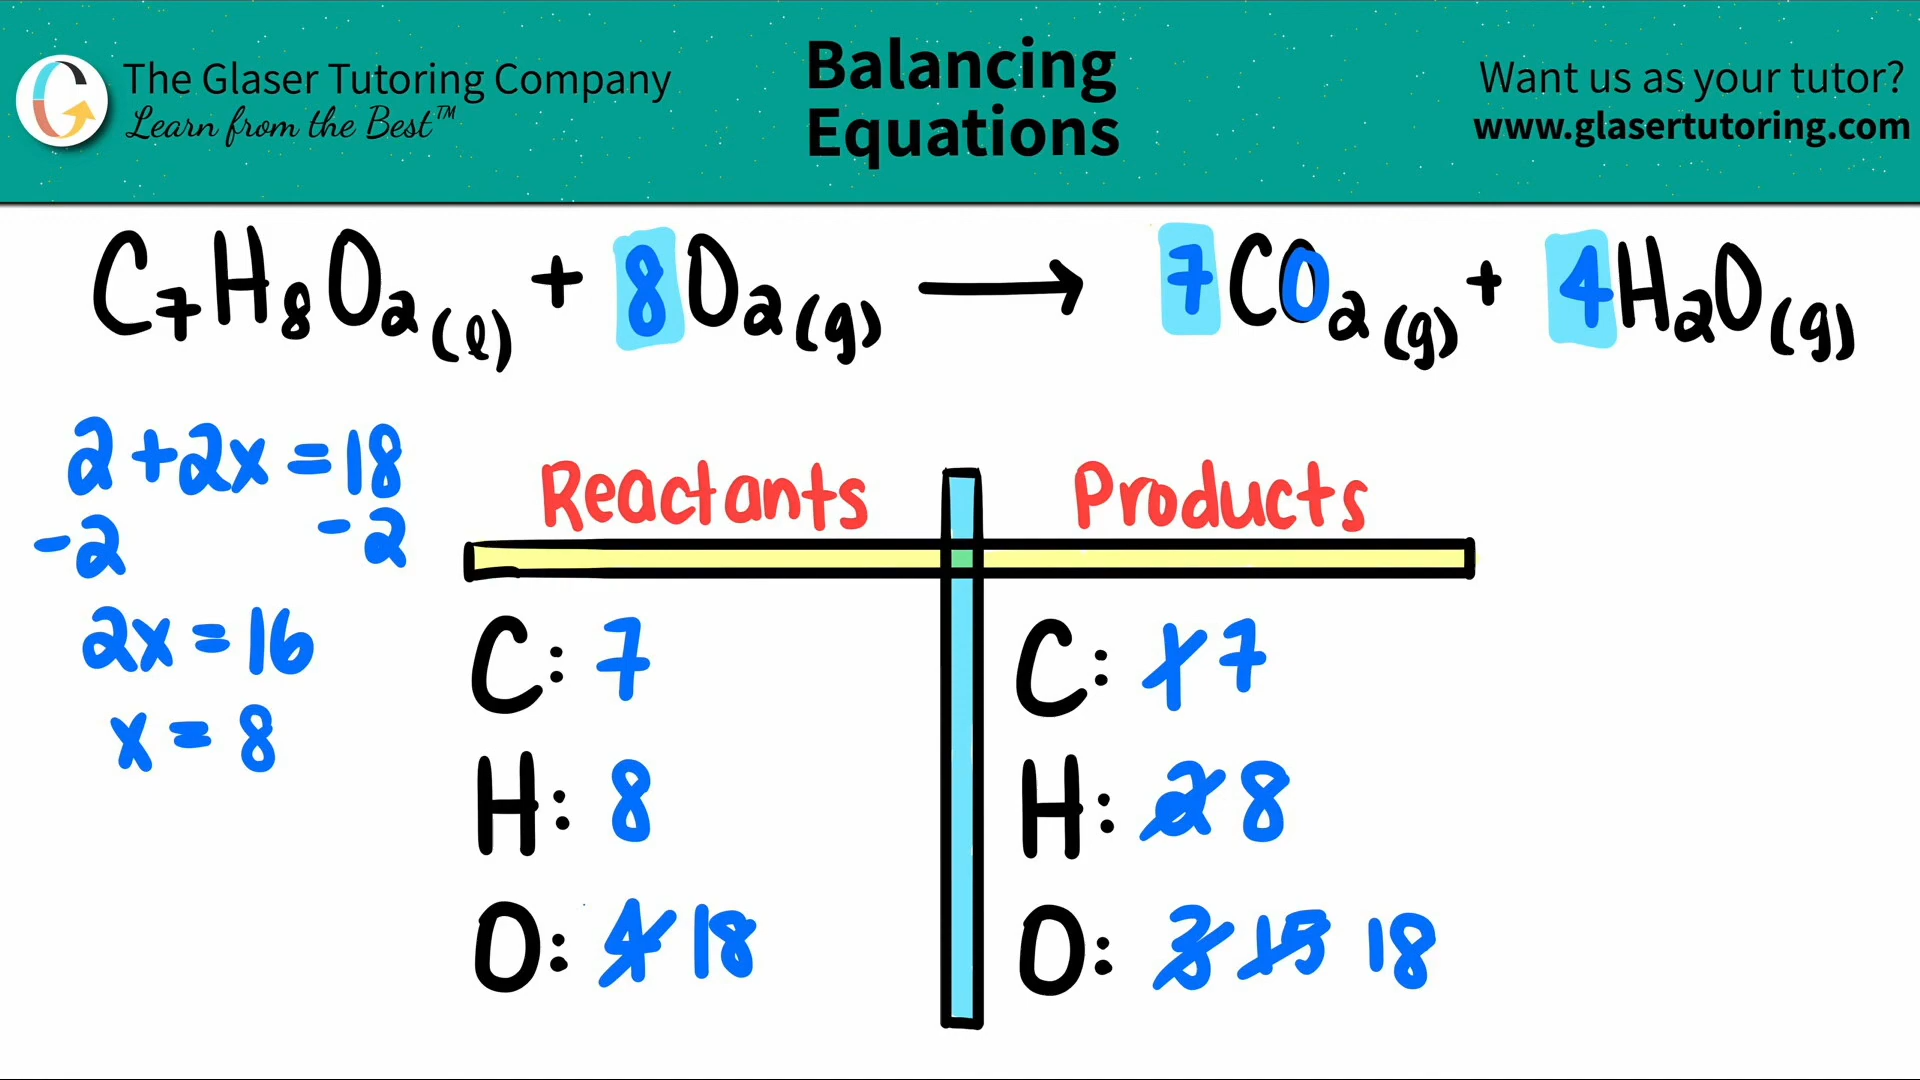 The Glaser Tutoring Company
Learn from the Best™
Balancing
Equations
Want us as your tutor?
www.glasertutoring.com
C₇H₈O₂(l) + 8O₂(g) → 7CO₂(g) + 4H₂O(g)
2+2x=18
-2 -2
2x=16
x=8
Reactants Products
C: 7 C: 1 7
H: 8 H: 2 8
O: 4 18 O: 3 15 18